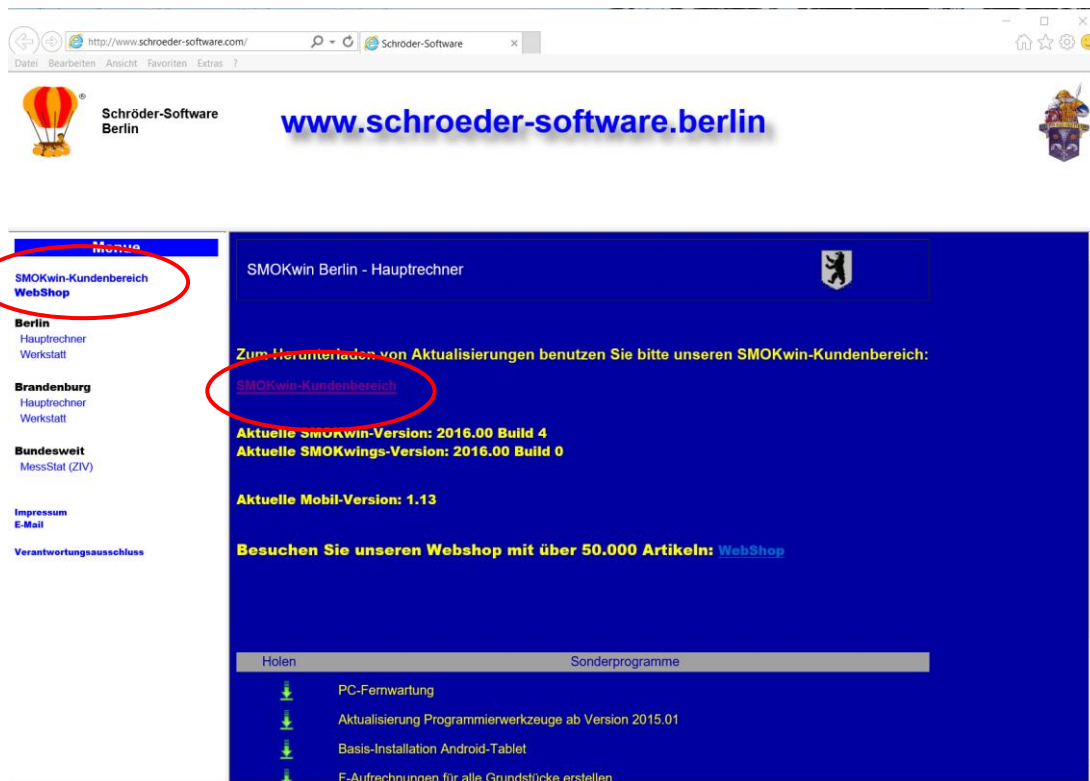 http://www.schroeder-software.com/
Schröder-Software
Datei Bearbeiten Ansicht Favoriten Extras ?
®
Schröder-Software
Berlin
www.schroeder-software.berlin
Menue
SMOKwin-Kundenbereich
WebShop
Berlin
Hauptrechner
Werkstatt
Brandenburg
Hauptrechner
Werkstatt
Bundesweit
MessStat (ZIV)
Impressum
E-Mail
Verantwortungsausschluss
SMOKwin Berlin - Hauptrechner
Zum Herunterladen von Aktualisierungen benutzen Sie bitte unseren SMOKwin-Kundenbereich:
SMOKwin-Kundenbereich
Aktuelle SMOKwin-Version: 2016.00 Build 4
Aktuelle SMOKwings-Version: 2016.00 Build 0
Aktuelle Mobil-Version: 1.13
Besuchen Sie unseren Webshop mit über 50.000 Artikeln: WebShop
Holen Sonderprogramme
PC-Fernwartung
Aktualisierung Programmierwerkzeuge ab Version 2015.01
Basis-Installation Android-Tablet
E-Aufrechnungen für alle Grundstücke erstellen